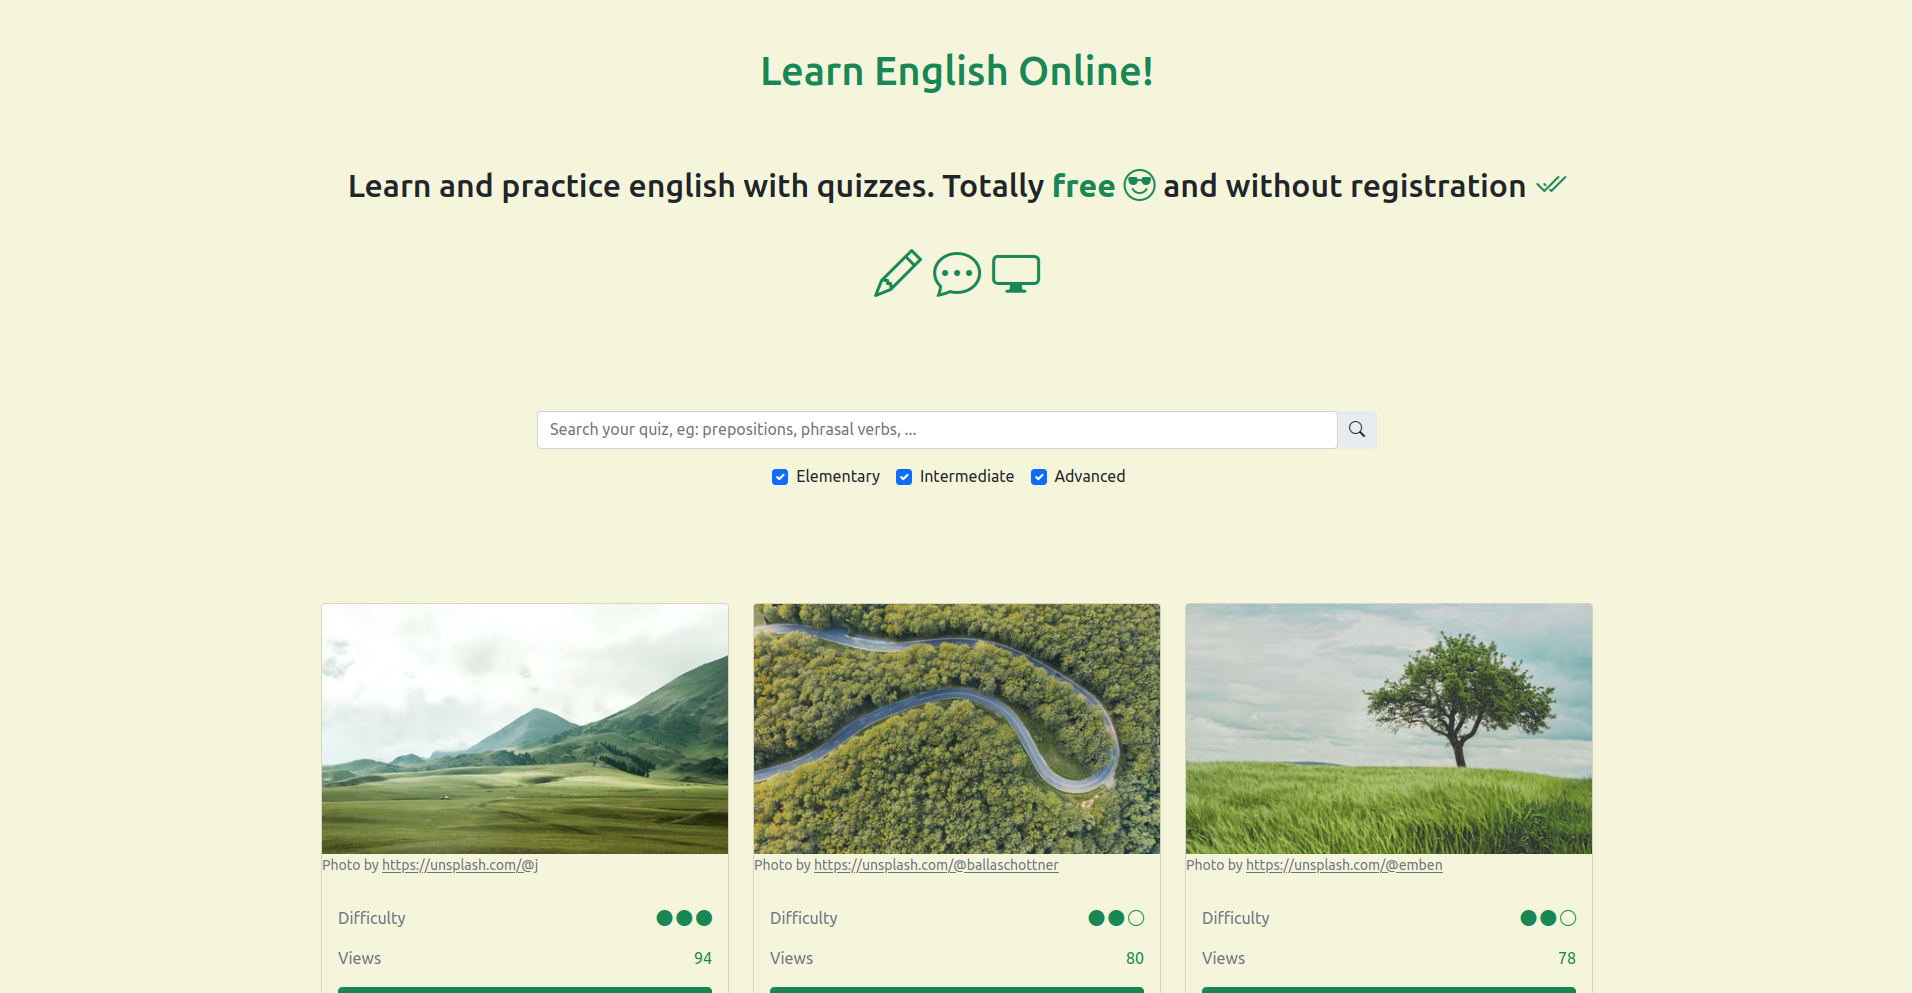 Learn English Online!
Learn and practice english with quizzes. Totally free and without registration
Search your quiz, eg: prepositions, phrasal verbs, ...
Elementary Intermediate Advanced
Photo by https://unsplash.com/@j
Difficulty
Views 94
Photo by https://unsplash.com/@ballaschottner
Difficulty
Views 80
Photo by https://unsplash.com/@emben
Difficulty
Views 78